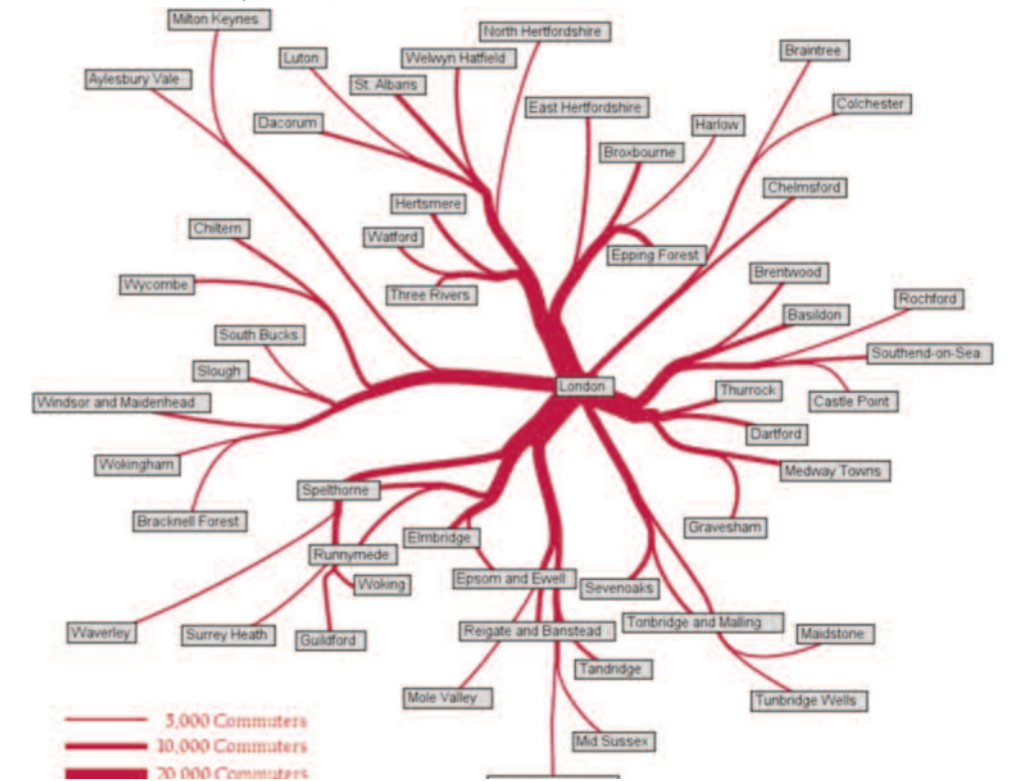 Milton Keynes
North Hertfordshire
Luton
Welwyn Hatfield
Braintree
Aylesbury Vale
St. Albans
East Hertfordshire
Colchester
Dacorum
Harlow
Broxbourne
Chelmsford
Hertsmere
Chiltern
Watford
Epping Forest
Wycombe
Three Rivers
Brentwood
Rochford
Basildon
South Bucks
Southend-on-Sea
Slough
London
Thurrock
Castle Point
Windsor and Maidenhead
Dartford
Wokingham
Medway Towns
Spelthorne
Bracknell Forest
Gravesham
Elmbridge
Runnymede
Woking
Epsom and Ewell
Sevenoaks
Tonbridge and Malling
Waverley
Surrey Heath
Guildford
Reigate and Banstead
Maidstone
Tandridge
Mole Valley
Tunbridge Wells
Mid Sussex
3,000 Commuters
10,000 Commuters
20,000 Commuters